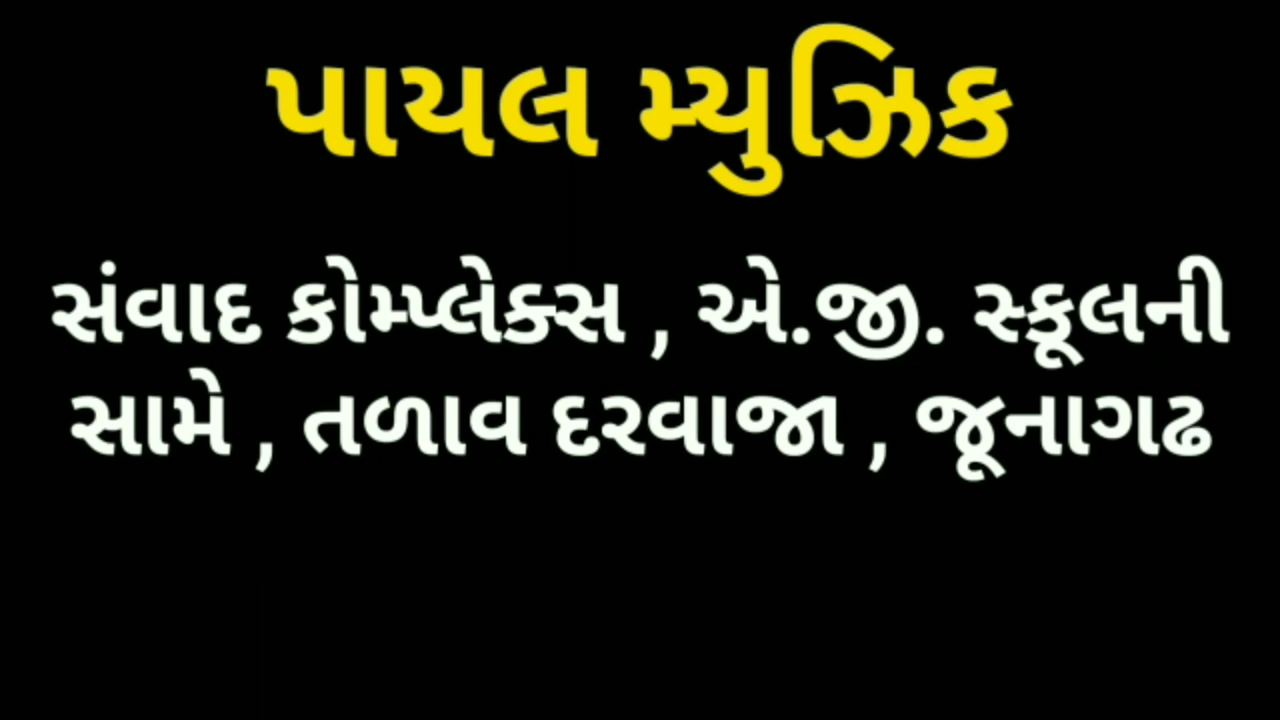 પાયલ મ્યુઝિક
સંવાદ કોમ્પ્લેક્સ , એ.જી. સ્કૂલની
સામે , તળાવ દરવાજા , જૂનાગઢ